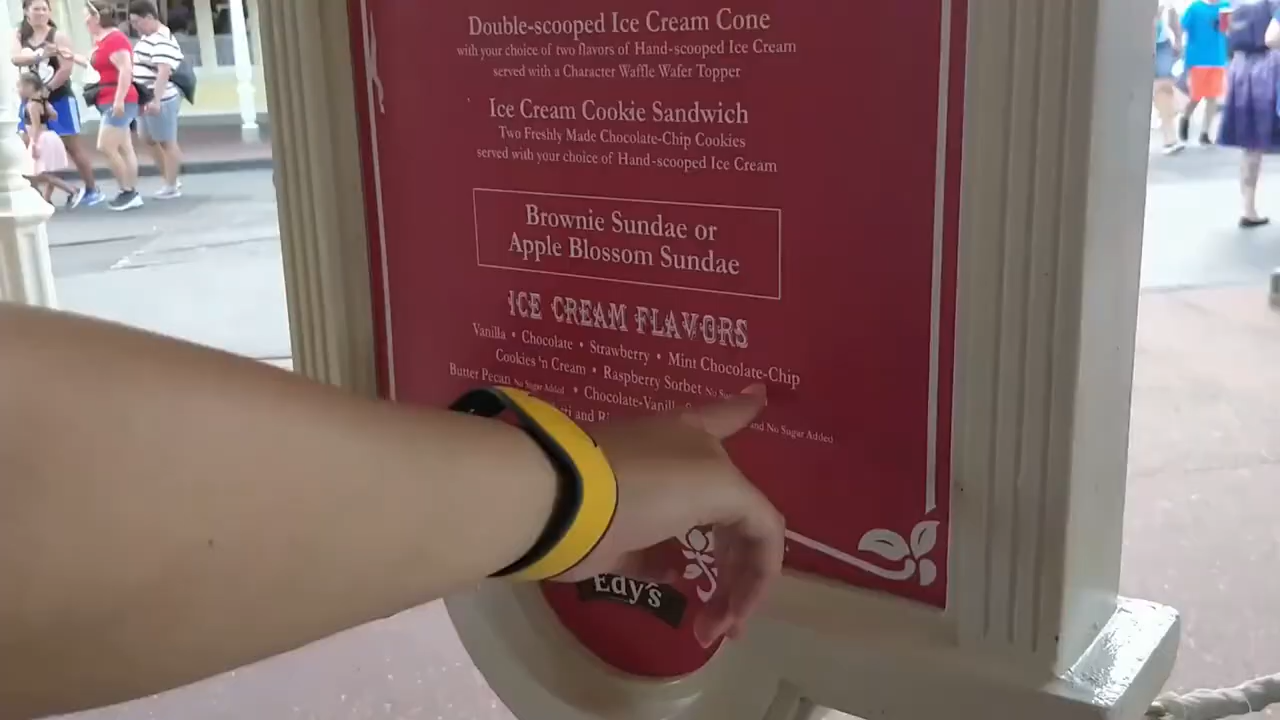 Double-scooped Ice Cream Cone
with your choice of two flavors of Hand-scooped Ice Cream
served with a Character Waffle Wafer Topper
Ice Cream Cookie Sandwich
Two Freshly Made Chocolate-Chip Cookies
served with your choice of Hand-scooped Ice Cream
Brownie Sundae or
Apple Blossom Sundae
ICE CREAM FLAVORS
Vanilla • Chocolate • Strawberry • Mint Chocolate-Chip
Cookies 'n Cream • Raspberry Sorbet No
Butter Pecan No Sugar Added • Chocolate-Vanill
and and No Sugar Added
Edy's